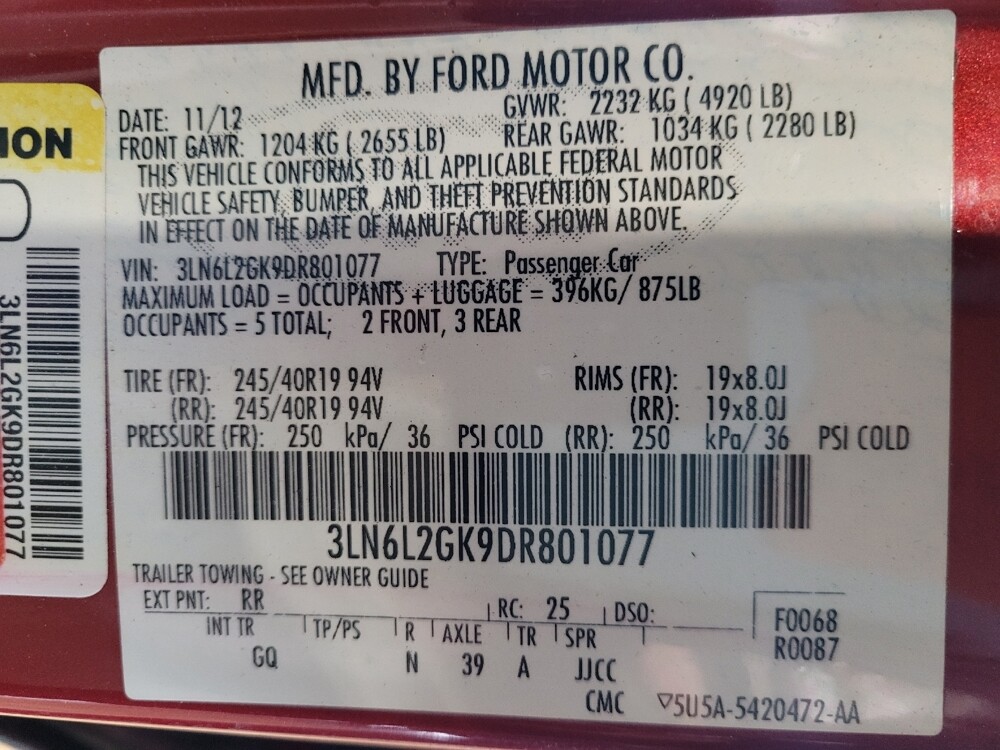 MFD. BY FORD MOTOR CO.
DATE: 11/12 GVWR: 2232 KG ( 4920 LB)
FRONT GAWR: 1204 KG ( 2655 LB) REAR GAWR: 1034 KG ( 2280 LB)
THIS VEHICLE CONFORMS TO ALL APPLICABLE FEDERAL MOTOR
VEHICLE SAFETY, BUMPER, AND THEFT PREVENTION STANDARDS
IN EFFECT ON THE DATE OF MANUFACTURE SHOWN ABOVE.
VIN: 3LN6L2GK9DR801077 TYPE: Passenger Car
MAXIMUM LOAD = OCCUPANTS + LUGGAGE = 396KG/ 875LB
OCCUPANTS = 5 TOTAL; 2 FRONT, 3 REAR
TIRE (FR): 245/40R19 94V RIMS (FR): 19x8.0J
(RR): 245/40R19 94V (RR): 19x8.0J
PRESSURE (FR): 250 kPa/ 36 PSI COLD (RR): 250 kPa/ 36 PSI COLD
3LN6L2GK9DR801077
TRAILER TOWING - SEE OWNER GUIDE
EXT PNT: RR RC: 25 DSO: F0068
INT TR TP/PS R AXLE TR SPR R0087
GQ N 39 A JJCC
CMC ▽5U5A-5420472-AA
ION
3LN6L2GK9DR801077